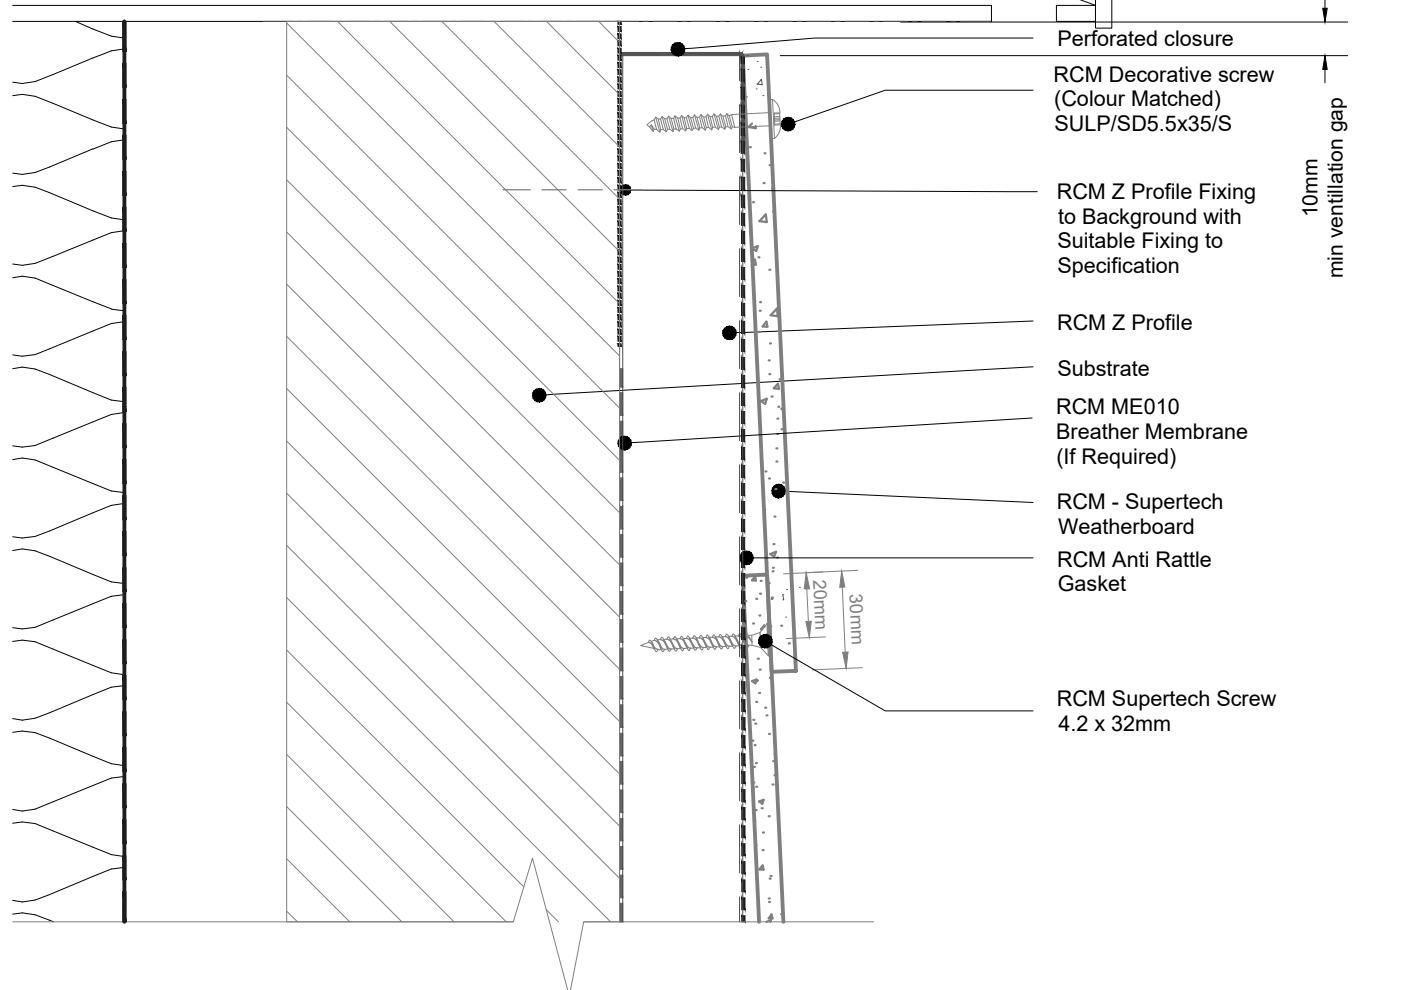 Perforated closure
RCM Decorative screw
(Colour Matched)
SULP/SD5.5x35/S
10mm
min ventillation gap
RCM Z Profile Fixing
to Background with
Suitable Fixing to
Specification
RCM Z Profile
Substrate
RCM ME010
Breather Membrane
(If Required)
RCM - Supertech
Weatherboard
RCM Anti Rattle
Gasket
20mm
30mm
RCM Supertech Screw
4.2 x 32mm